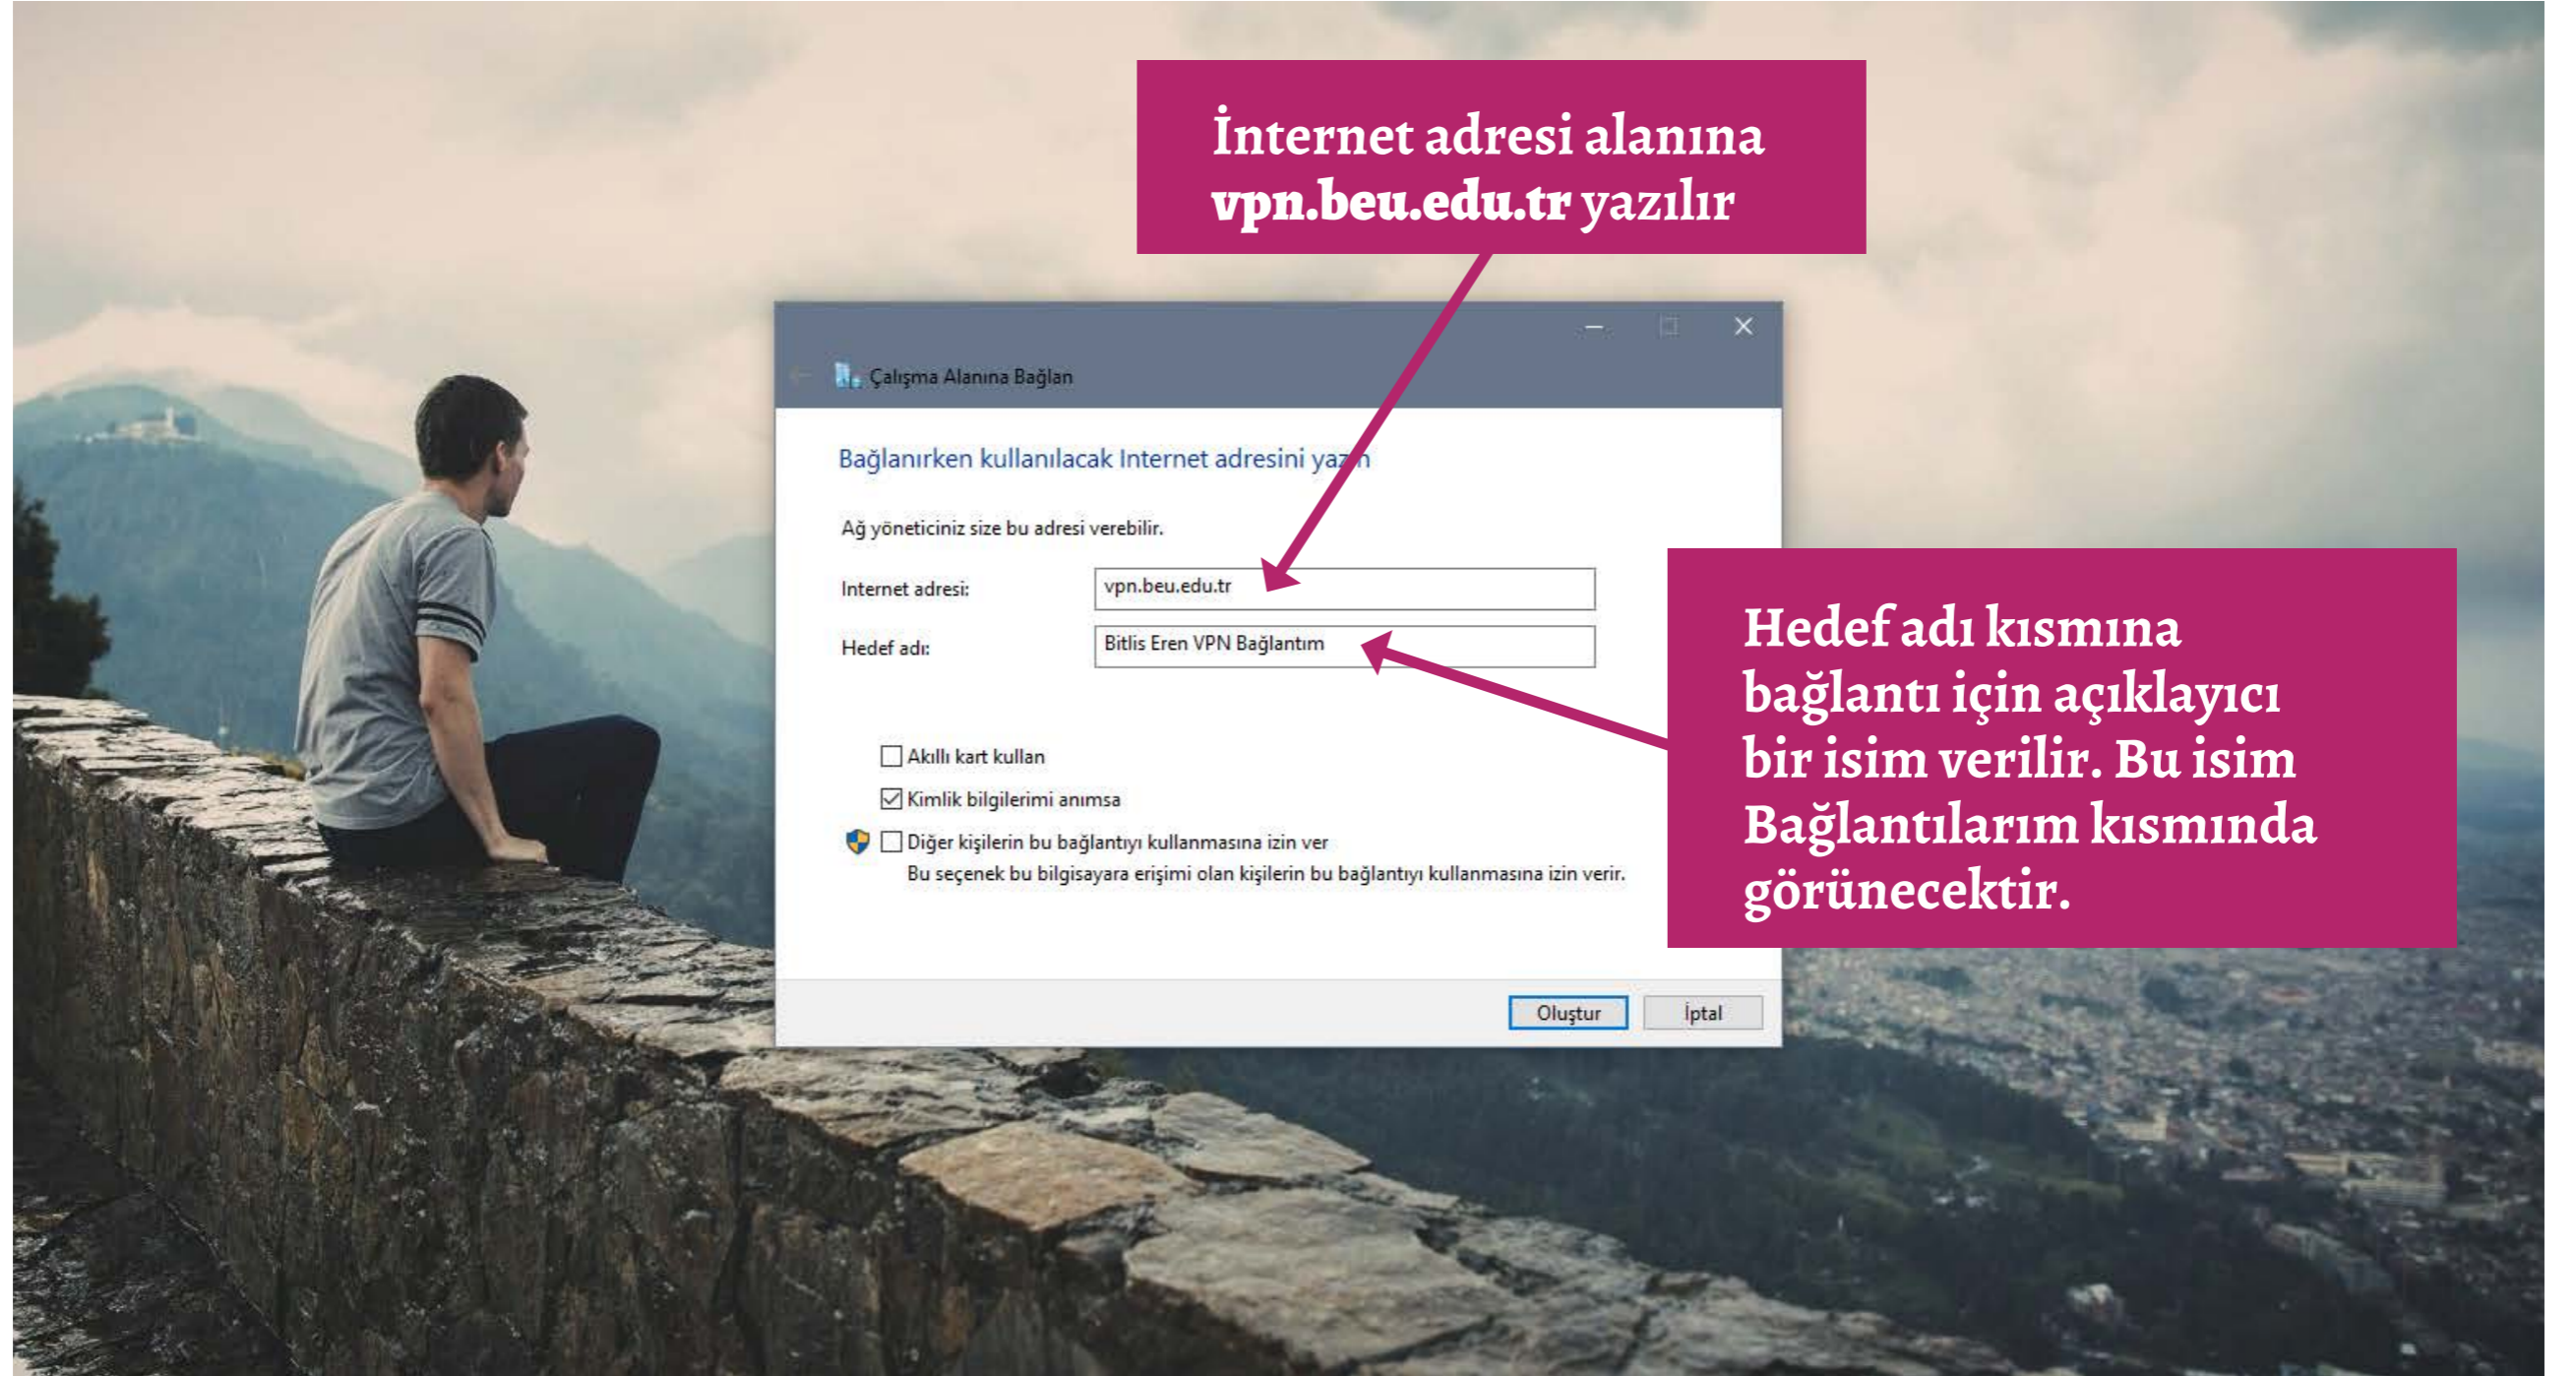 İnternet adresi alanına
vpn.beu.edu.tr yazılır
Çalışma Alanına Bağlan
Bağlanırken kullanılacak Internet adresini yazın
Ağ yöneticiniz size bu adresi verebilir.
Internet adresi:
vpn.beu.edu.tr
Hedef adı:
Bitlis Eren VPN Bağlantım
Hedef adı kısmına
bağlantı için açıklayıcı
bir isim verilir. Bu isim
Bağlantılarım kısmında
görünecektir.
Akıllı kart kullan
Kimlik bilgilerimi anımsa
Diğer kişilerin bu bağlantıyı kullanmasına izin ver
Bu seçenek bu bilgisayara erişimi olan kişilerin bu bağlantıyı kullanmasına izin verir.
Oluştur
İptal